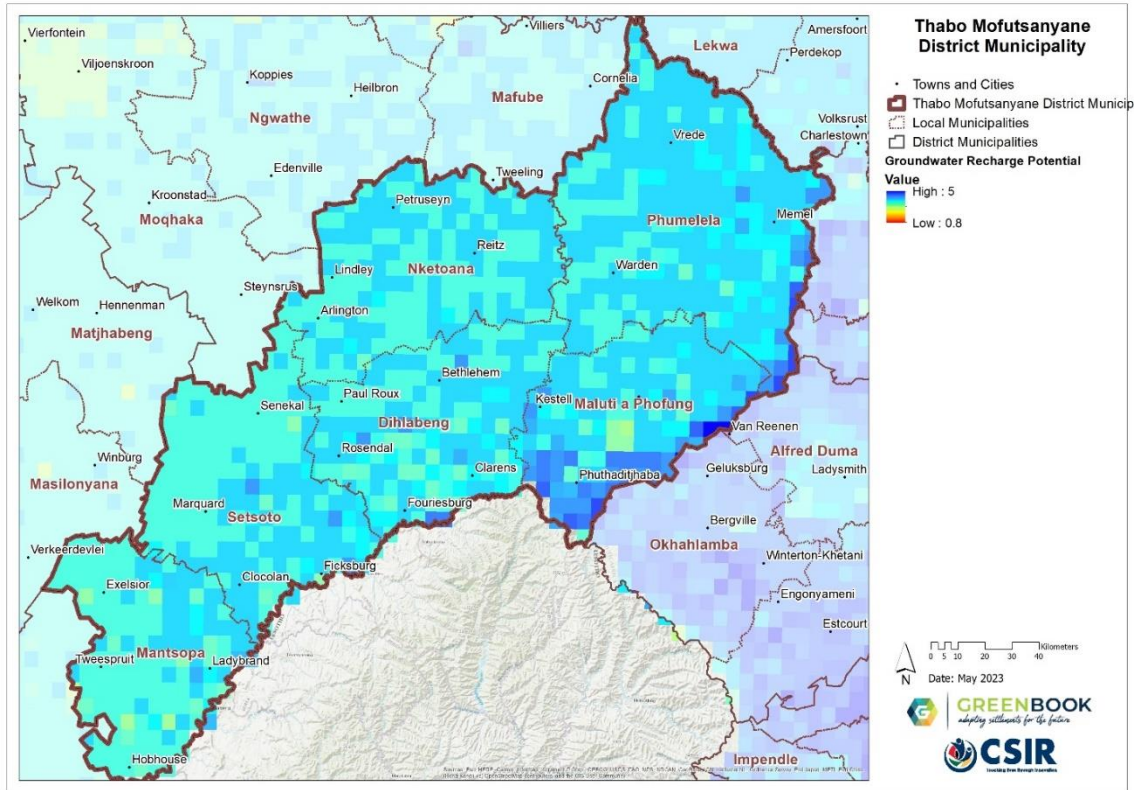 Thabo Mofutsanyane
District Municipality
Towns and Cities
Thabo Mofutsanyane District Municip
Local Municipalities
District Municipalities
Groundwater Recharge Potential
Value
High : 5
Low : 0.8
Vierfontein
Viljoenskroon
Koppies
Heilbron
Ngwathe
Villiers
Mafube
Cornelia
Lekwa
Amersfoort
Perdekop
Volksrust
Charlestown
Vrede
Edenville
Tweeling
Kroonstad
Moqhaka
Petruseyn
Phumelela
Memel
Reitz
Nketoana
Warden
Lindley
Steynsrus
Arlington
Welkom
Hennenman
Matjhabeng
Bethlehem
Paul Roux
Dihlabeng
Kestell
Maluti a Phofung
Senekal
Van Reenen
Alfred Duma
Ladysmith
Rosendal
Clarens
Phuthaditjhaba
Geluksburg
Winburg
Masilonyana
Marquard
Setsoto
Fouriesburg
Bergville
Okhahlamba
Winterton-Khetani
Verkeerdevlei
Exelsior
Clocolan
Ficksburg
Engonyameni
Estcourt
Mantsopa
Tweespruit
Ladybrand
Hobhouse
Impendle
Kilometers
0 5 10 20 30 40
N
Date: May 2023
G GREENBOOK
adapting settlements for the future
CSIR
Touching lives through innovation